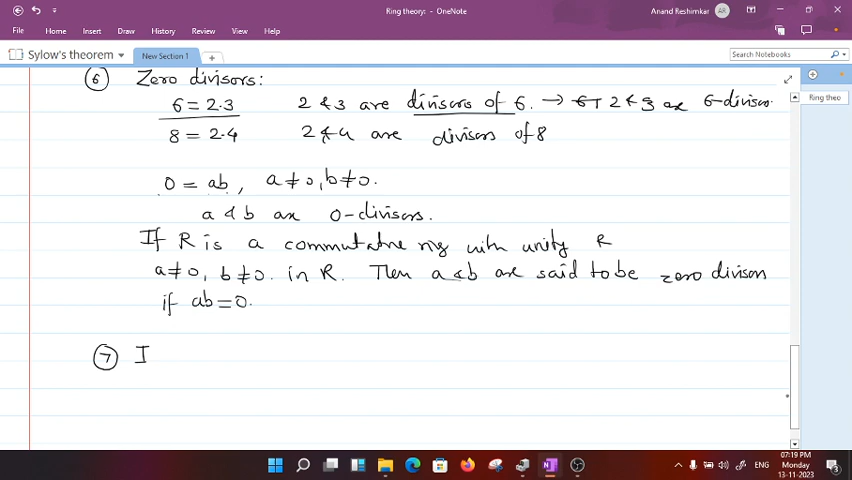 Ring theory: - OneNote
Anand Reshimkar AR
File Home Insert Draw History Review View Help
Sylow's theorem New Section 1 +
Search Notebooks
Ring theo
⑥ Zero divisors:
6 = 2.3 2 & 3 are divisors of 6. → 2 & 3 are 6-divisor
8 = 2.4 2 & 4 are divisors of 8
0 = ab, a ≠ 0, b ≠ 0.
a & b are 0-divisors.
If R is a commutative ring with unity R
a ≠ 0, b ≠ 0. in R. Then a & b are said to be zero divisors
if ab = 0.
⑦ I
ENG
07:19 PM
Monday
13-11-2023